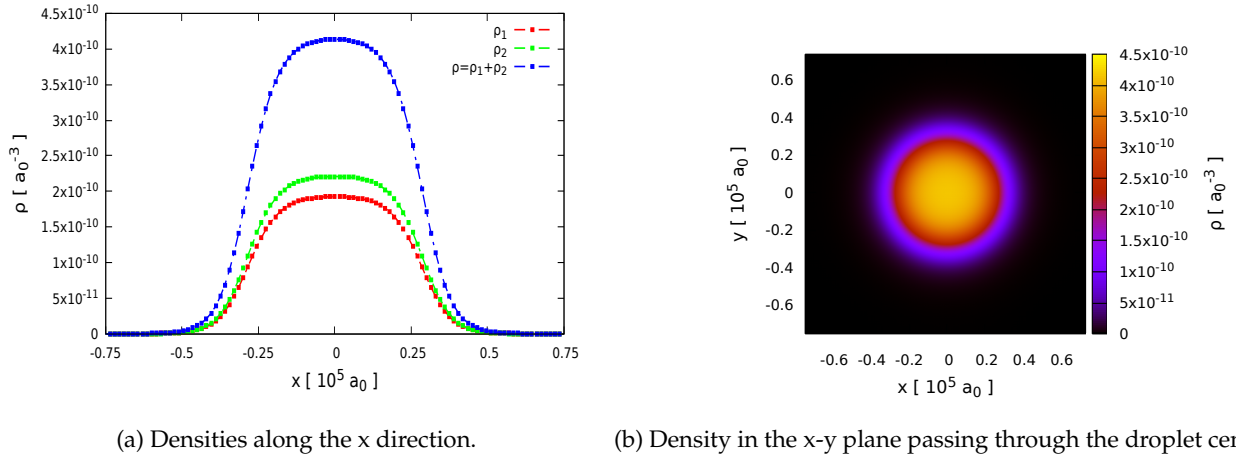 4.5x10⁻¹⁰
4x10⁻¹⁰
3.5x10⁻¹⁰
3x10⁻¹⁰
2.5x10⁻¹⁰
2x10⁻¹⁰
1.5x10⁻¹⁰
1x10⁻¹⁰
5x10⁻¹¹
0
ρ [ a₀⁻³ ]
-0.75
-0.5
-0.25
0
0.25
0.5
0.75
x [ 10⁵ a₀ ]
ρ₁
ρ₂
ρ=ρ₁+ρ₂
(a) Densities along the x direction.
0.6
0.4
0.2
0
-0.2
-0.4
-0.6
y [ 10⁵ a₀ ]
-0.6 -0.4 -0.2 0 0.2 0.4 0.6
x [ 10⁵ a₀ ]
4.5x10⁻¹⁰
4x10⁻¹⁰
3.5x10⁻¹⁰
3x10⁻¹⁰
2.5x10⁻¹⁰
2x10⁻¹⁰
1.5x10⁻¹⁰
1x10⁻¹⁰
5x10⁻¹¹
0
ρ [ a₀⁻³ ]
(b) Density in the x-y plane passing through the droplet